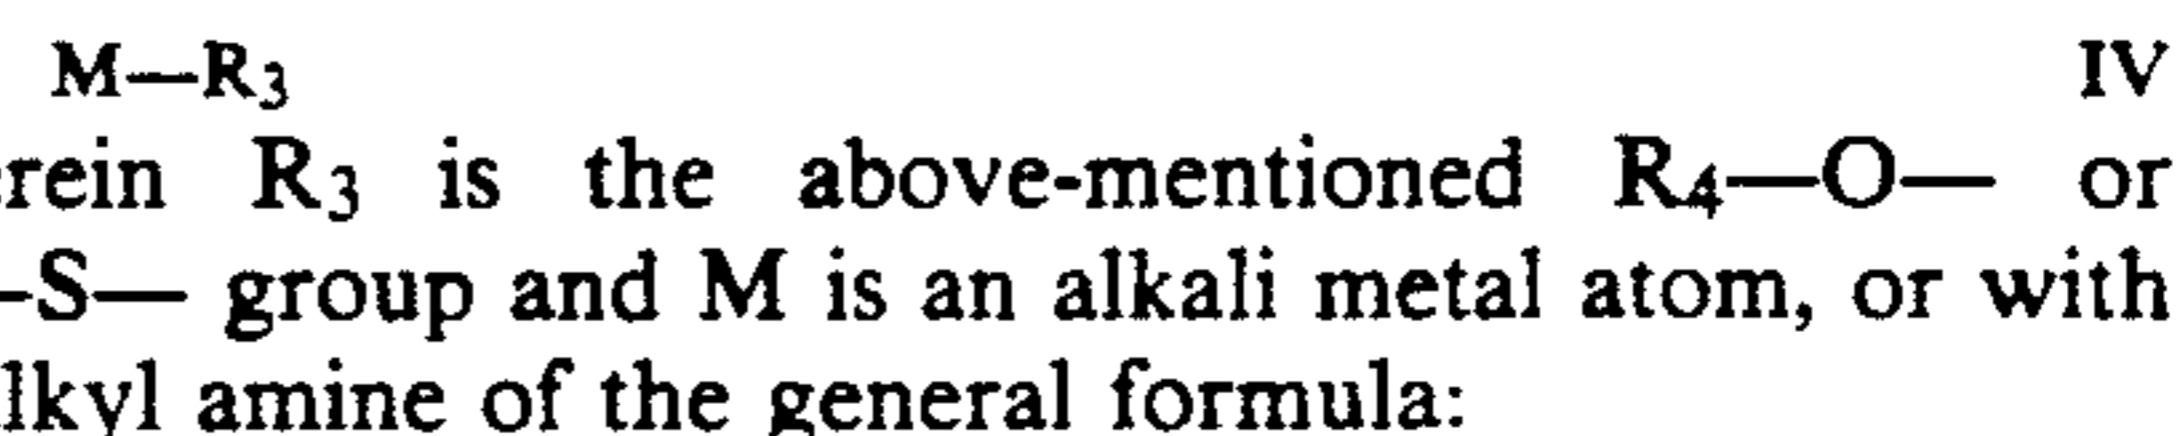 M—R3 IV
rein R3 is the above-mentioned R4—O— or
–S— group and M is an alkali metal atom, or with
lkyl amine of the general formula: